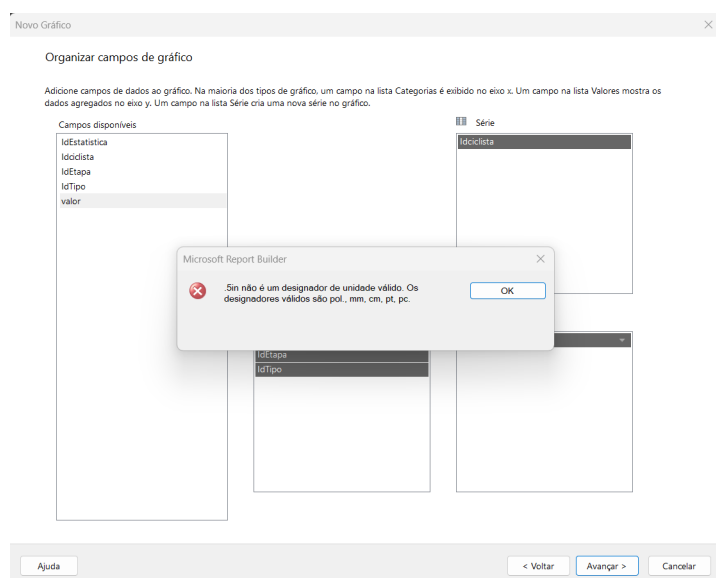 Novo Gráfico
Organizar campos de gráfico
Adicione campos de dados ao gráfico. Na maioria dos tipos de gráfico, um campo na lista Categorias é exibido no eixo x. Um campo na lista Valores mostra os
dados agregados no eixo y. Um campo na lista Série cria uma nova série no gráfico.
Campos disponíveis
Série
IdEstatistica
Idciclista
IdEtapa
IdTipo
valor
Idciclista
Microsoft Report Builder
.5in não é um designador de unidade válido. Os
designadores válidos são pol., mm, cm, pt, pc.
OK
IdEtapa
IdTipo
Ajuda
< Voltar
Avançar >
Cancelar